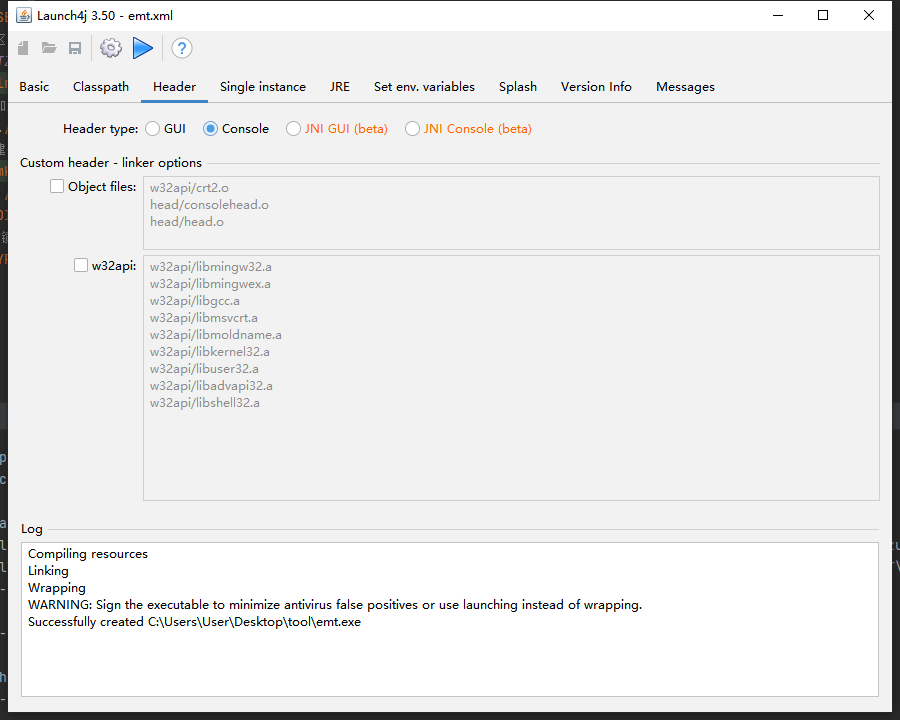 Launch4j 3.50 - emt.xml
Basic Classpath Header Single instance JRE Set env. variables Splash Version Info Messages
Header type: GUI Console JNI GUI (beta) JNI Console (beta)
Custom header - linker options
Object files:
w32api/crt2.o
head/consolehead.o
head/head.o
w32api:
w32api/libmingw32.a
w32api/libmingwex.a
w32api/libgcc.a
w32api/libmsvcrt.a
w32api/libmoldname.a
w32api/libkernel32.a
w32api/libuser32.a
w32api/libadvapi32.a
w32api/libshell32.a
Log
Compiling resources
Linking
Wrapping
WARNING: Sign the executable to minimize antivirus false positives or use launching instead of wrapping.
Successfully created C:\Users\User\Desktop\tool\emt.exe